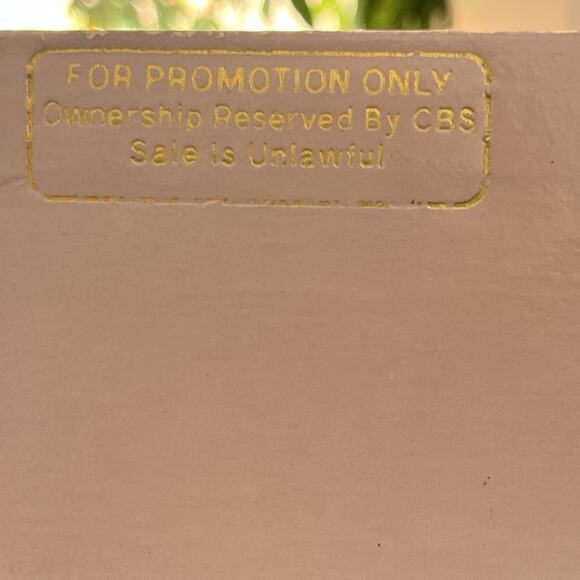 FOR PROMOTION ONLY
Ownership Reserved By CBS
Sale is Unlawful